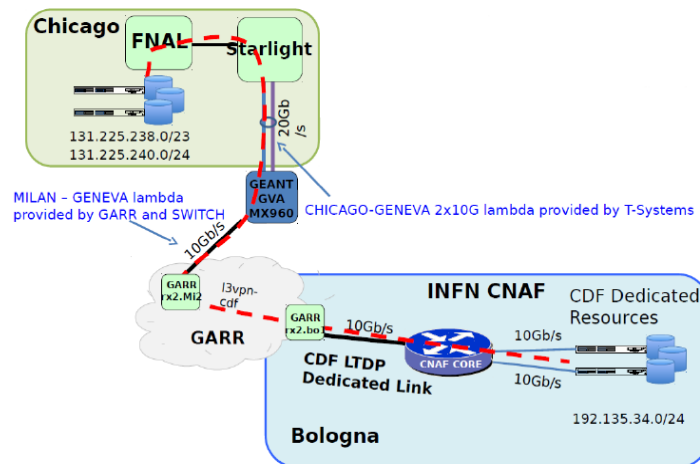 Chicago
FNAL
Starlight
20Gb
/s
131.225.238.0/23
131.225.240.0/24
MILAN – GENEVA lambda
provided by GARR and SWITCH
GEANT
GVA
MX960
CHICAGO-GENEVA 2x10G lambda provided by T-Systems
10Gb/s
GARR
rx2.Mi2
l3vpn-
cdf
GARR
GARR
rx2.bo1
INFN CNAF
CDF Dedicated
Resources
10Gb/s
10Gb/s
CNAF CORE
CDF LTDP
Dedicated Link
10Gb/s
192.135.34.0/24
Bologna